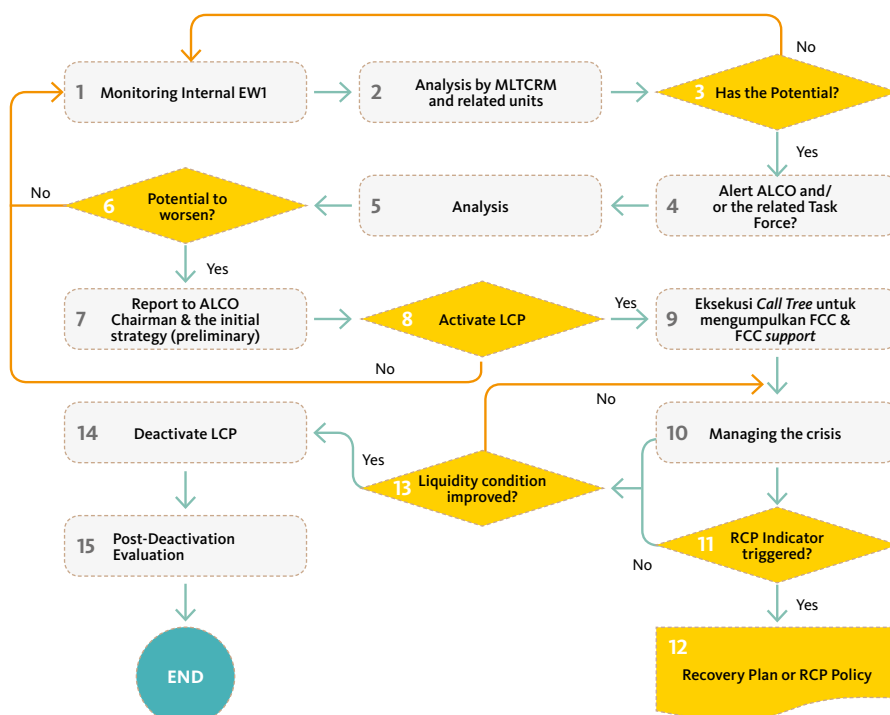 No
1
Monitoring Internal EW1
2
Analysis by MLTCRM
and related units
3
Has the Potential?
Yes
4
Alert ALCO and/
or the related Task
Force?
5
Analysis
6
Potential to
worsen?
No
Yes
7
Report to ALCO
Chairman & the initial
strategy (preliminary)
8
Activate LCP
Yes
No
9
Eksekusi Call Tree untuk
mengumpulkan FCC &
FCC support
No
10
Managing the crisis
11
RCP Indicator
triggered?
No
Yes
12
Recovery Plan or RCP Policy
13
Liquidity condition
improved?
Yes
14
Deactivate LCP
15
Post-Deactivation
Evaluation
END